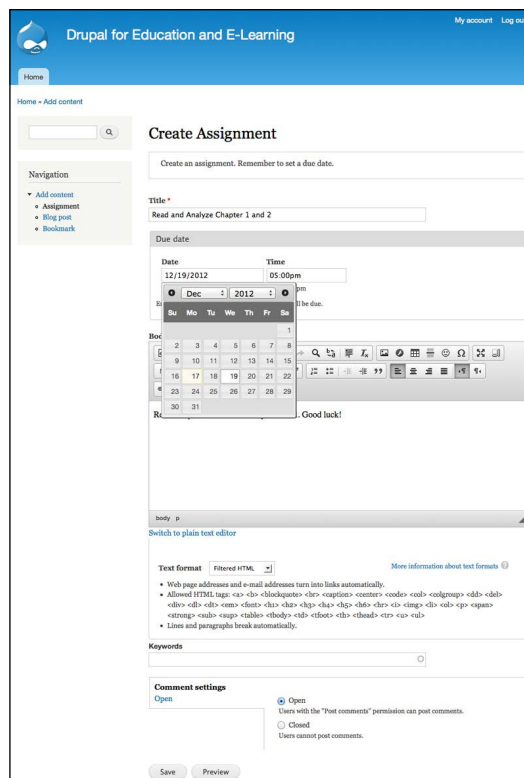 My account Log ou
Drupal for Education and E-Learning
Home
Home » Add content
Create Assignment
Create an assignment. Remember to set a due date.
Navigation
Add content
Assignment
Blog post
Bookmark
Title *
Read and Analyze Chapter 1 and 2
Due date
Date Time
12/19/2012 05:00pm
pm
ll be due.
Dec 2012
Su Mo Tu We Th Fr Sa
1
2 3 4 5 6 7 8
9 10 11 12 13 14 15
16 17 18 19 20 21 22
23 24 25 26 27 28 29
30 31
. Good luck!
body p
Switch to plain text editor
Text format Filtered HTML More information about text formats
Web page addresses and e-mail addresses turn into links automatically.
Allowed HTML tags: <a> <b> <blockquote> <br> <caption> <center> <code> <col> <colgroup> <dd> <del>
<div> <dl> <dt> <em> <font> <h1> <h2> <h3> <h4> <h5> <h6> <hr> <i> <img> <li> <ol> <p> <span>
<strong> <sub> <sup> <table> <tbody> <td> <tfoot> <th> <thead> <tr> <u> <ul>
Lines and paragraphs break automatically.
Keywords
Comment settings
Open
Open
Users with the "Post comments" permission can post comments.
Closed
Users cannot post comments.
Save Preview